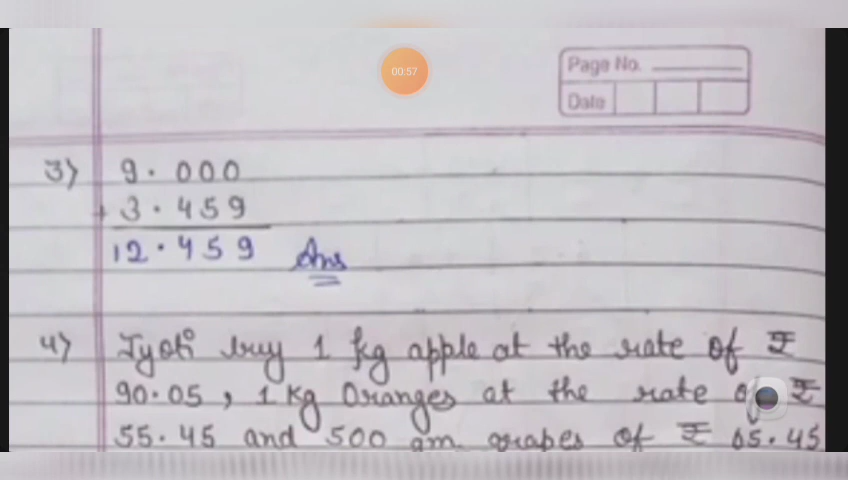 00:57
Page No.
Date
3) 9.000
+ 3.459
12.459 Ans
4) Jyoti buy 1 kg apple at the rate of ₹
90.05, 1 Kg Oranges at the rate of ₹
55.45 and 500 gm grapes of ₹ 65.45